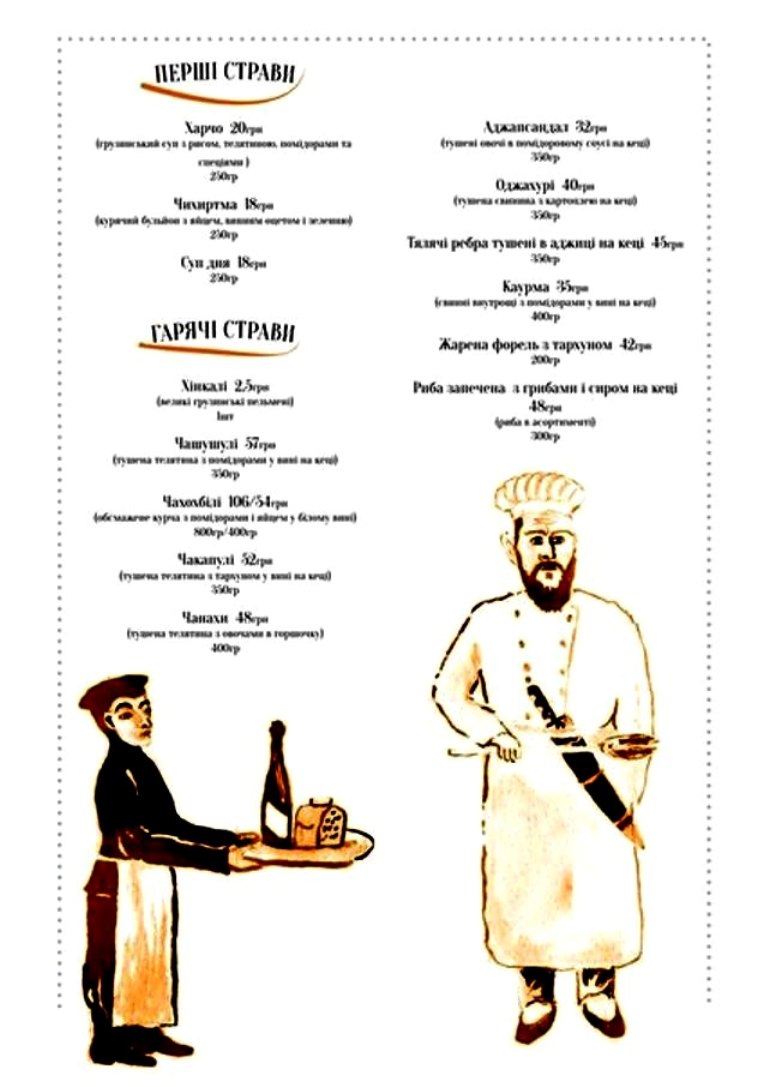 ПЕРШІ СТРАВИ
Харчо 20грн
(грузинський суп з рисом, телятиною, помідорами та
спеціями )
250гр
Чихиртма 18грн
(курячий бульйон з яйцем, винним оцетом і зеленню)
250гр
Суп дня 18грн
250гр
ГАРЯЧІ СТРАВИ
Хінкалі 2,5грн
(великі грузинські пельмені)
1шт
Чашушулі 57грн
(тушена телятина з помідорами у вині на кеці)
350гр
Чахохбілі 106/54грн
(обсмажене курча з помідорами і яйцем у білому вині)
800гр/400гр
Чакапулі 52грн
(тушена телятина з тархуном у вині на кеці)
350гр
Чанахи 48грн
(тушена телятина з овочами в горщочку)
400гр
Аджапсандал 32грн
(тушені овочі в помідоровому соусі на кеці)
350гр
Оджахурі 40грн
(тушена свинина з картоплею на кеці)
350гр
Тялячі ребра тушені в аджиці на кеці 45грн
350гр
Каурма 35грн
(свинні внутрощі з помідорами у вині на кеці)
400гр
Жарена форель з тархуном 42грн
200гр
Риба запечена з грибами і сиром на кеці
48грн
(риба в асортименті)
300гр